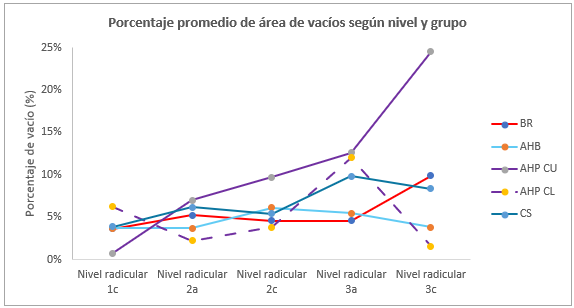 Porcentaje promedio de área de vacíos según nivel y grupo
25%
20%
15%
10%
5%
0%
Porcentaje de vacío (%)
Nivel radicular
1c
Nivel radicular
2a
Nivel radicular
2c
Nivel radicular
3a
Nivel radicular
3c
BR
AHB
AHP CU
AHP CL
CS